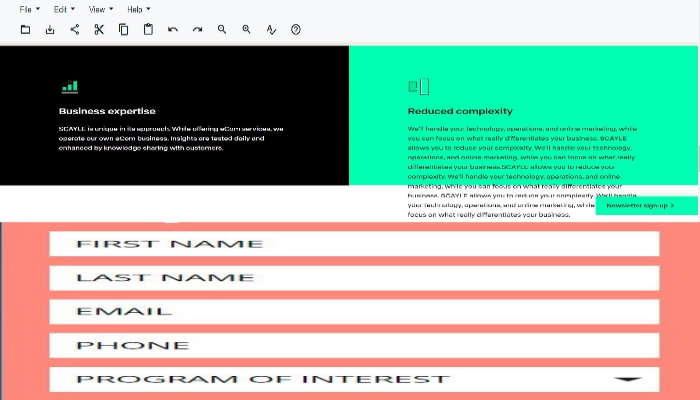 File Edit View Help
Business expertise
SCAYLE is unique in its approach. While offering eCom services, we
operate our own eCom business. Insights are tested daily and
enhanced by knowledge sharing with customers.
Reduced complexity
We'll handle your technology, operations, and online marketing, while
you can focus on what really differentiates your business. SCAYLE
allows you to reduce your complexity. We'll handle your technology,
operations, and online marketing, while you can focus on what really
differentiates your business.SCAYLE allows you to reduce your
complexity. We'll handle your technology, operations, and online
marketing, while you can focus on what really differentiates your
business. SCAYLE allows you to reduce your complexity. We'll handle
your technology, operations, and online marketing, while
focus on what really differentiates your business.
Newsletter sign-up
FIRST NAME
LAST NAME
EMAIL
PHONE
PROGRAM OF INTEREST